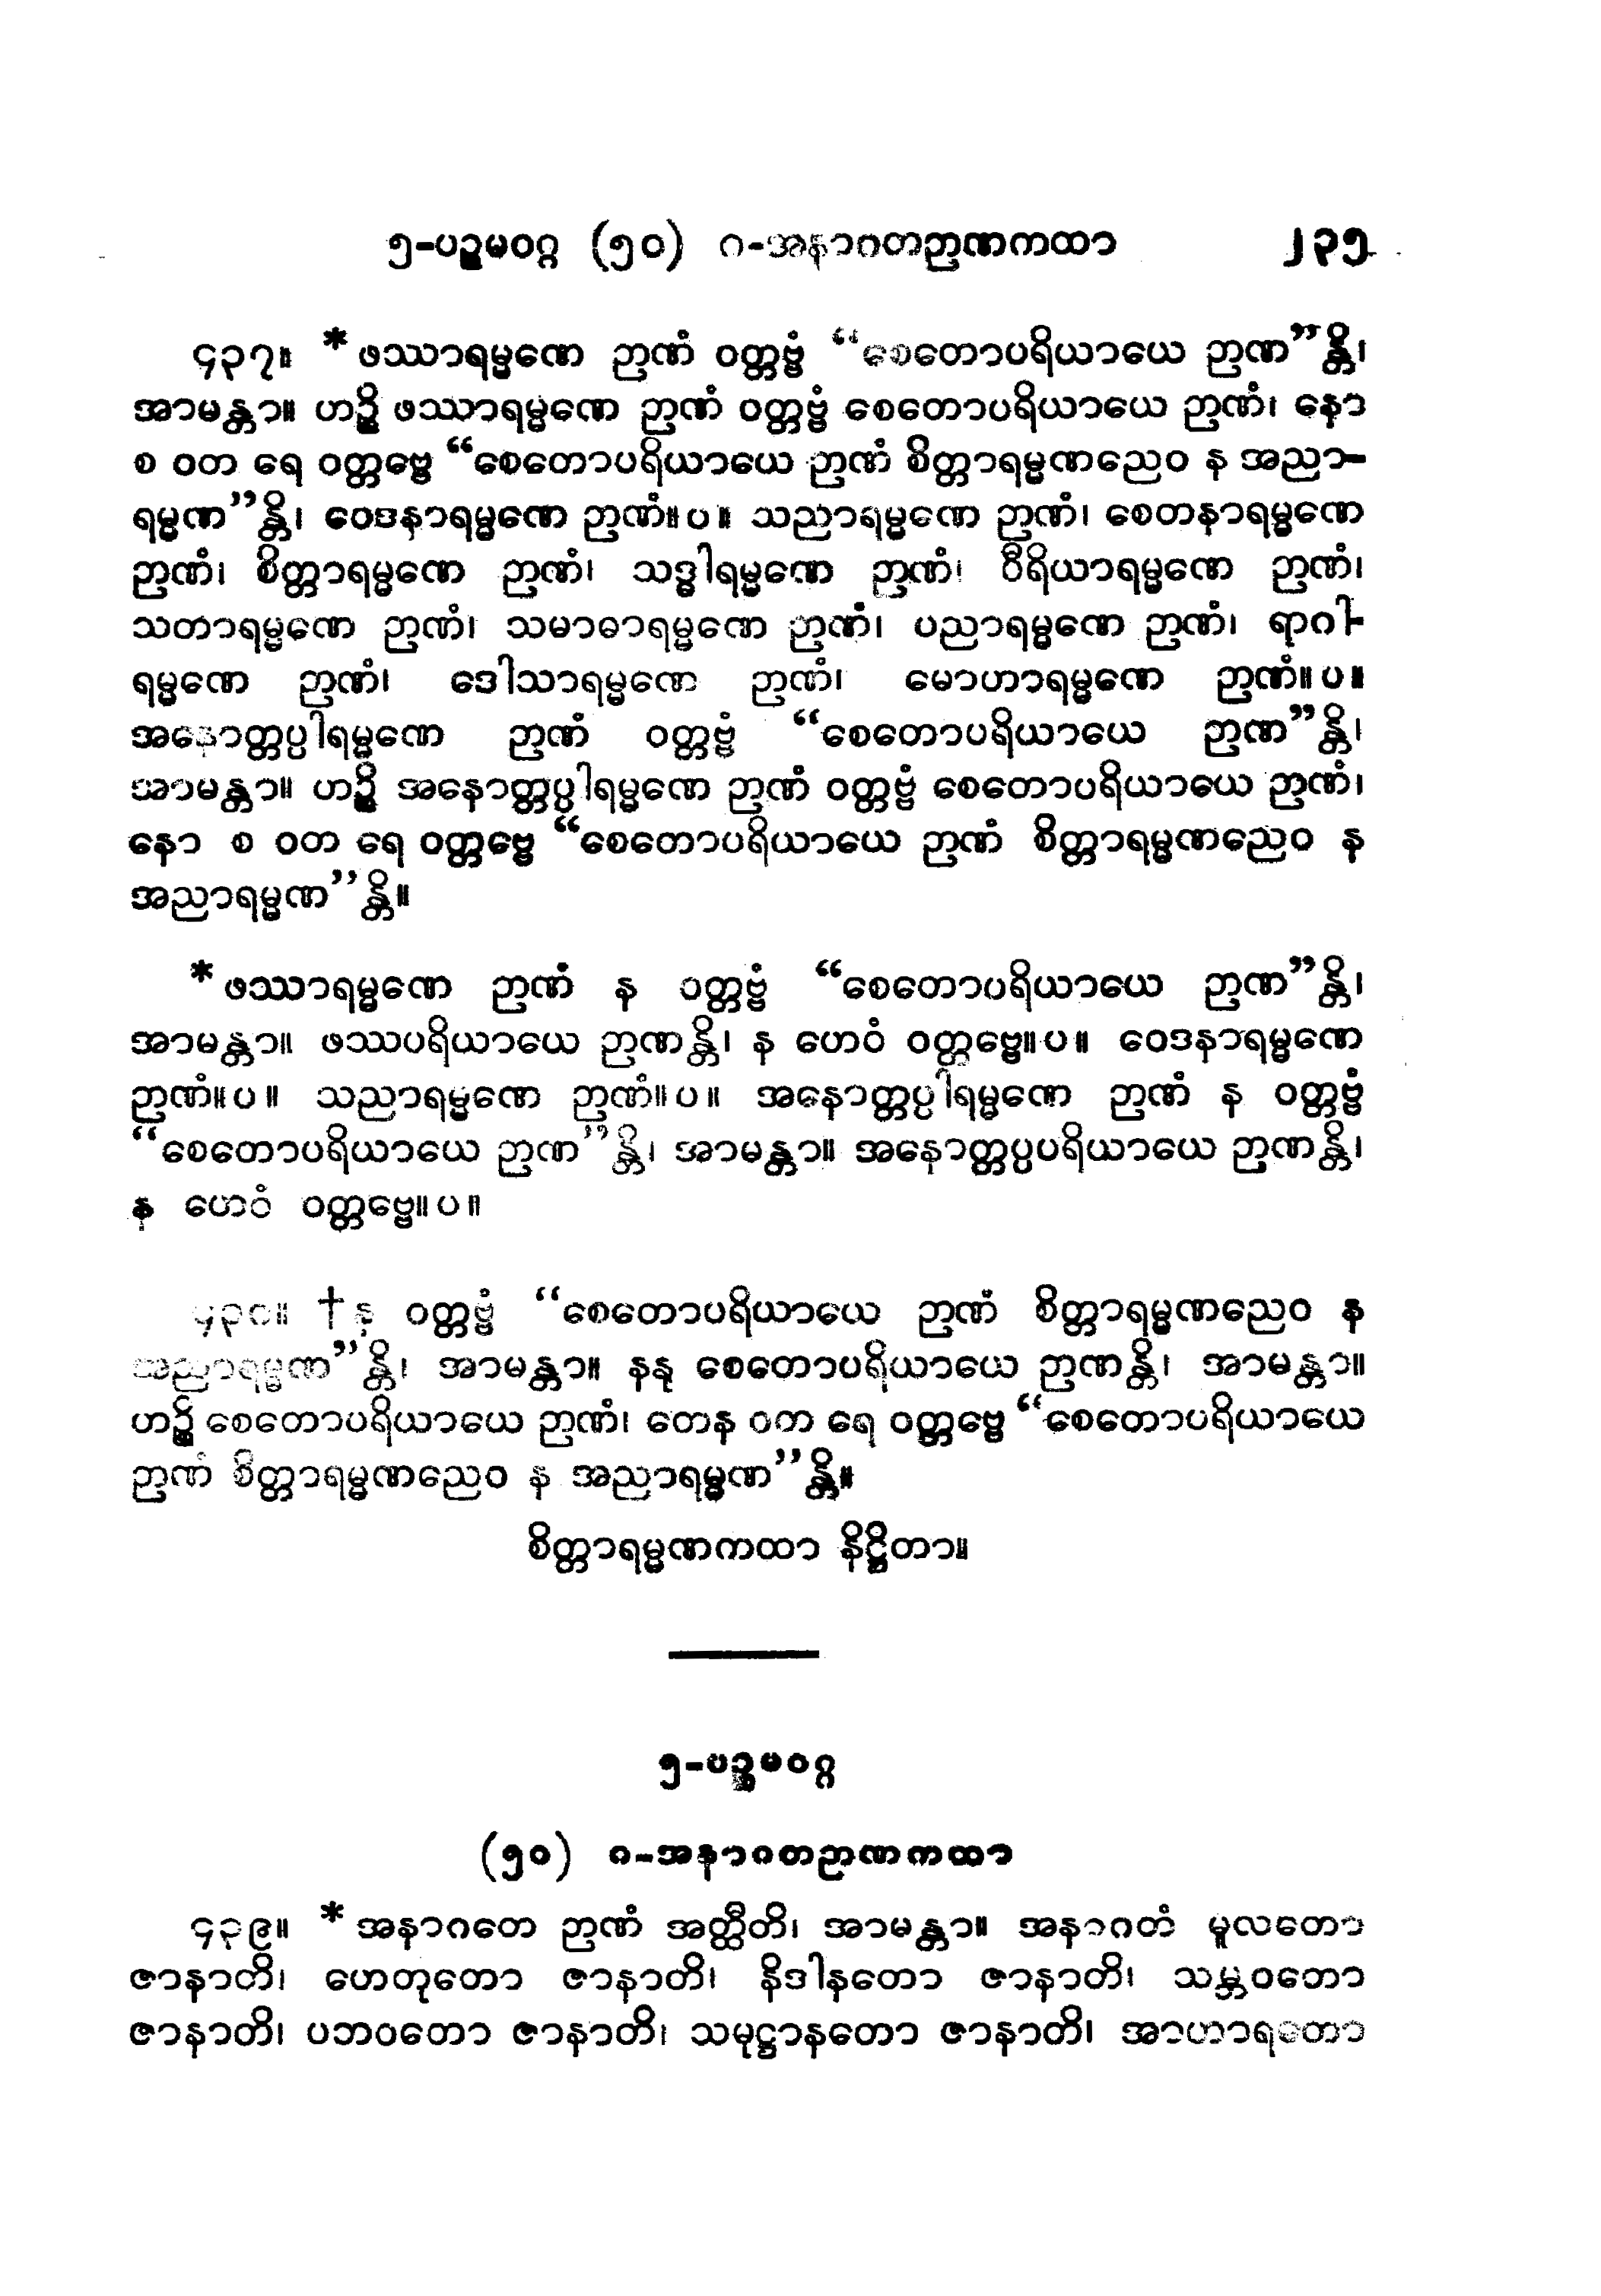 ၅-ပဉ္စမဝဂ္ဂ (၅၀) ဂ-အနာဂတဉာဏကထာ ၂၃၅
၄၃၇။ *ဖဿာရမ္မဏေ ဉာဏံ ဝတ္တဗ္ဗံ “စေတောပရိယာယေ ဉာဏ”န္တိ၊
အာမန္တာ။ ဟဉ္စိ ဖဿာရမ္မဏေ ဉာဏံ ဝတ္တဗ္ဗံ စေတောပရိယာယေ ဉာဏံ၊ နော
စ ဝတ ရေ ဝတ္တဗ္ဗေ “စေတောပရိယာယေ ဉာဏံ စိတ္တာရမ္မဏညေဝ န အညာ-
ရမ္မဏ”န္တိ၊ ဝေဒနာရမ္မဏေ ဉာဏံ။ပ။ သညာရမ္မဏေ ဉာဏံ၊ စေတနာရမ္မဏေ
ဉာဏံ၊ စိတ္တာရမ္မဏေ ဉာဏံ၊ သဒ္ဓါရမ္မဏေ ဉာဏံ၊ ဝီရိယာရမ္မဏေ ဉာဏံ၊
သတာရမ္မဏေ ဉာဏံ၊ သမာဓာရမ္မဏေ ဉာဏံ၊ ပညာရမ္မဏေ ဉာဏံ၊ ရာဂါ-
ရမ္မဏေ ဉာဏံ၊ ဒေါသာရမ္မဏေ ဉာဏံ၊ မောဟာရမ္မဏေ ဉာဏံ။ပ။
အနောတ္တပ္ပါရမ္မဏေ ဉာဏံ ဝတ္တဗ္ဗံ “စေတောပရိယာယေ ဉာဏ”န္တိ၊
အာမန္တာ။ ဟဉ္စိ အနောတ္တပ္ပါရမ္မဏေ ဉာဏံ ဝတ္တဗ္ဗံ စေတောပရိယာယေ ဉာဏံ၊
နော စ ဝတ ရေ ဝတ္တဗ္ဗေ “စေတောပရိယာယေ ဉာဏံ စိတ္တာရမ္မဏညေဝ န
အညာရမ္မဏ”န္တိ။
*ဖဿာရမ္မဏေ ဉာဏံ န ဝတ္တဗ္ဗံ “စေတောပရိယာယေ ဉာဏ”န္တိ၊
အာမန္တာ။ ဖဿပရိယာယေ ဉာဏန္တိ၊ န ဟေဝံ ဝတ္တဗ္ဗေ။ပ။ ဝေဒနာရမ္မဏေ
ဉာဏံ။ပ။ သညာရမ္မဏေ ဉာဏံ။ပ။ အနောတ္တပ္ပါရမ္မဏေ ဉာဏံ န ဝတ္တဗ္ဗံ
“စေတောပရိယာယေ ဉာဏ”န္တိ၊ အာမန္တာ။ အနောတ္တပ္ပပရိယာယေ ဉာဏန္တိ၊
န ဟေဝံ ဝတ္တဗ္ဗေ။ပ။
၄၃၈။ †န ဝတ္တဗ္ဗံ “စေတောပရိယာယေ ဉာဏံ စိတ္တာရမ္မဏညေဝ န
အညာရမ္မဏ”န္တိ၊ အာမန္တာ။ နနု စေတောပရိယာယေ ဉာဏန္တိ၊ အာမန္တာ။
ဟဉ္စိ စေတောပရိယာယေ ဉာဏံ၊ တေန ဝတ ရေ ဝတ္တဗ္ဗေ “စေတောပရိယာယေ
ဉာဏံ စိတ္တာရမ္မဏညေဝ န အညာရမ္မဏ”န္တိ။
စိတ္တာရမ္မဏကထာ နိဋ္ဌိတာ။
၅-ပဉ္စမဝဂ္ဂ
(၅၀) ဂ-အနာဂတဉာဏကထာ
၄၃၉။ *အနာဂတေ ဉာဏံ အတ္ထီတိ၊ အာမန္တာ။ အနာဂတံ မူလတော
ဇာနာတိ၊ ဟေတုတော ဇာနာတိ၊ နိဒါနတော ဇာနာတိ၊ သမ္ဘဝတော
ဇာနာတိ၊ ပဘဝတော ဇာနာတိ၊ သမုဋ္ဌာနတော ဇာနာတိ၊ အာဟာရတော